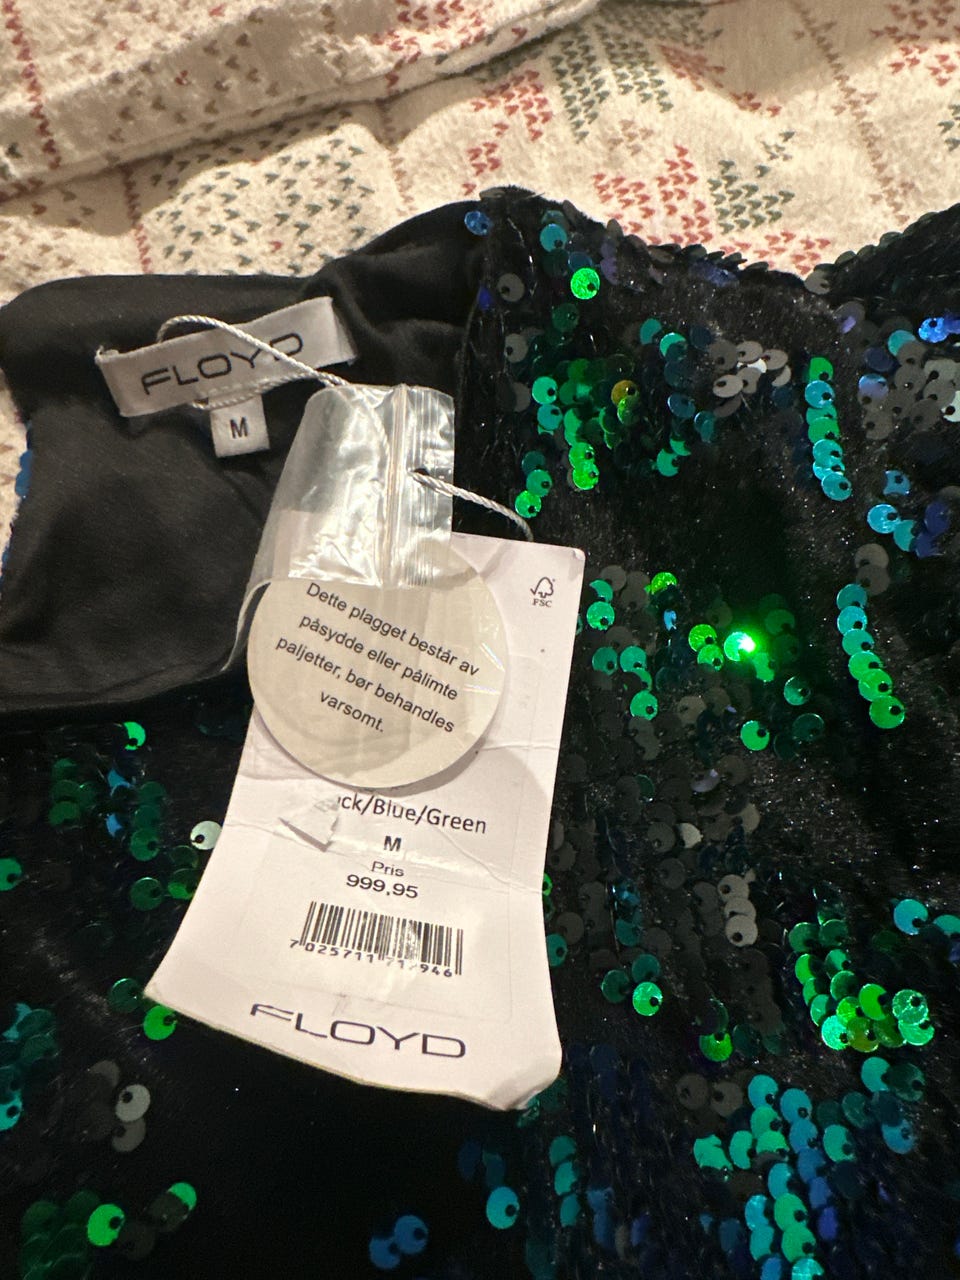 FLOYD
M
FSC
Dette plagget består av
påsydde eller pålimte
paljetter, bør behandles
varsomt.
ck/Blue/Green
M
Pris
999,95
FLOYD